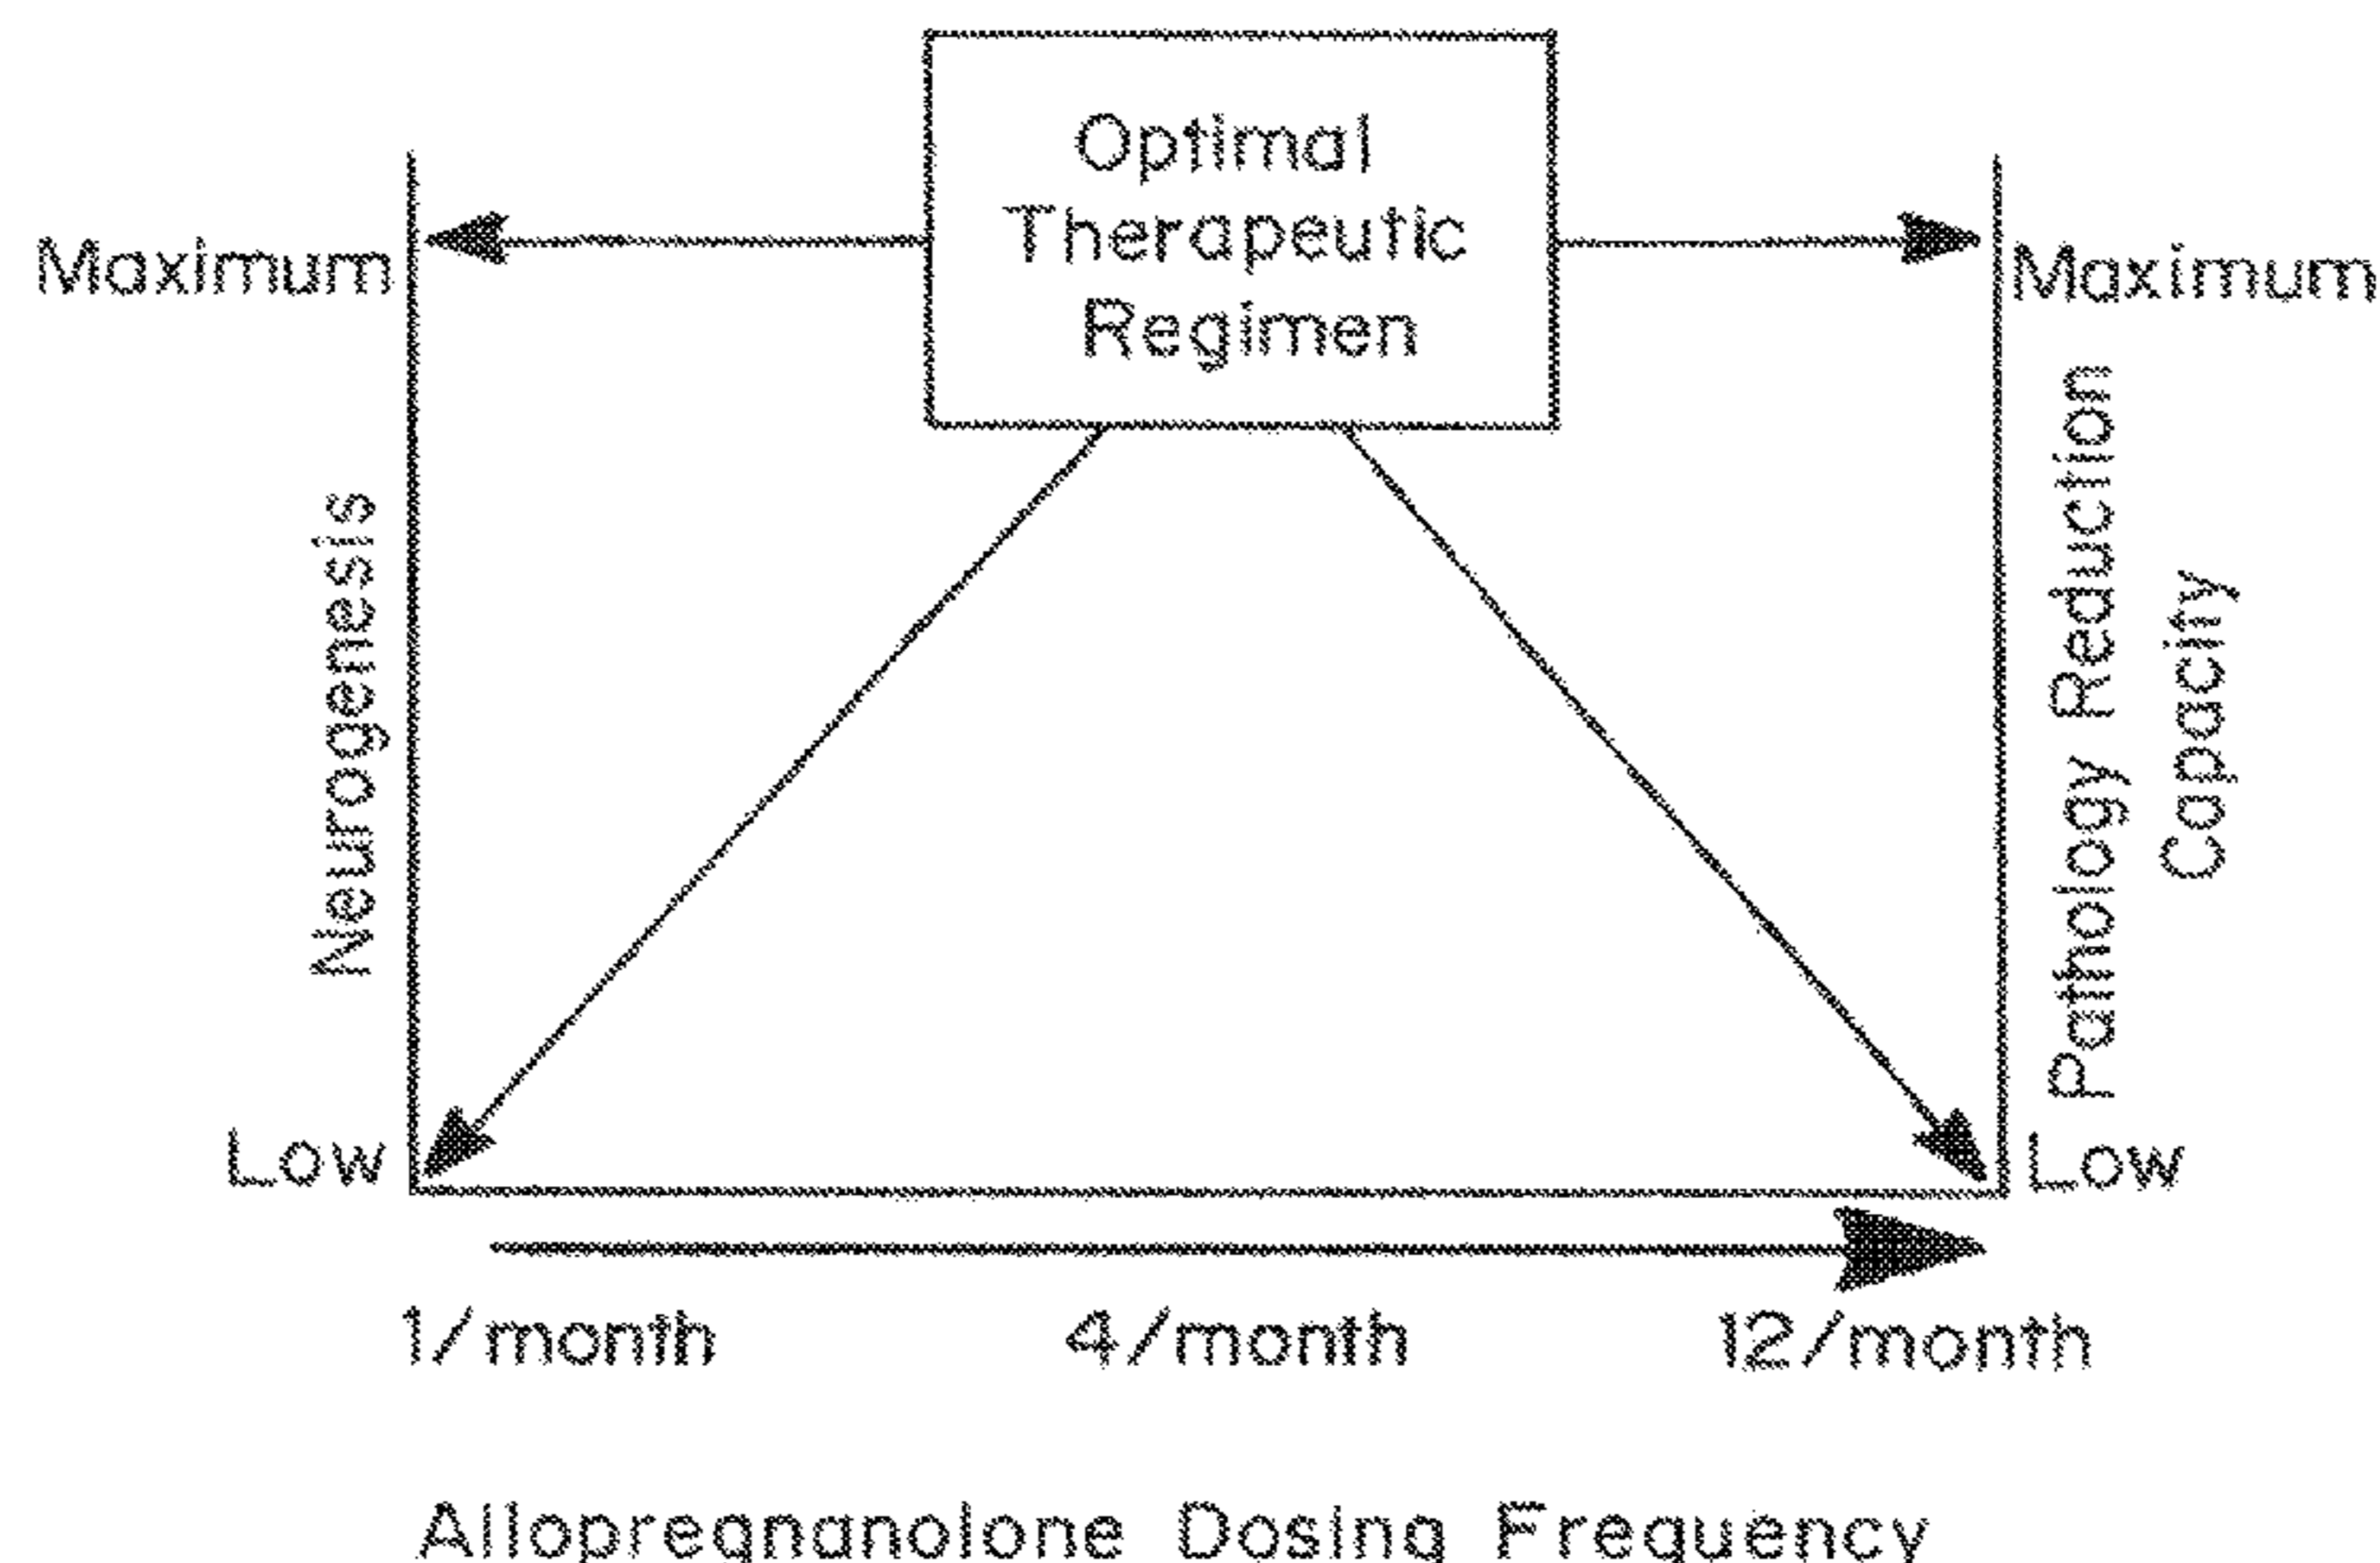 Optimal
Therapeutic
Regimen
Maximum
Maximum
Neurogenesis
Pathology Reduction
Capacity
Low
Low
1/month
4/month
12/month
Allopregnanolone Dosing Frequency